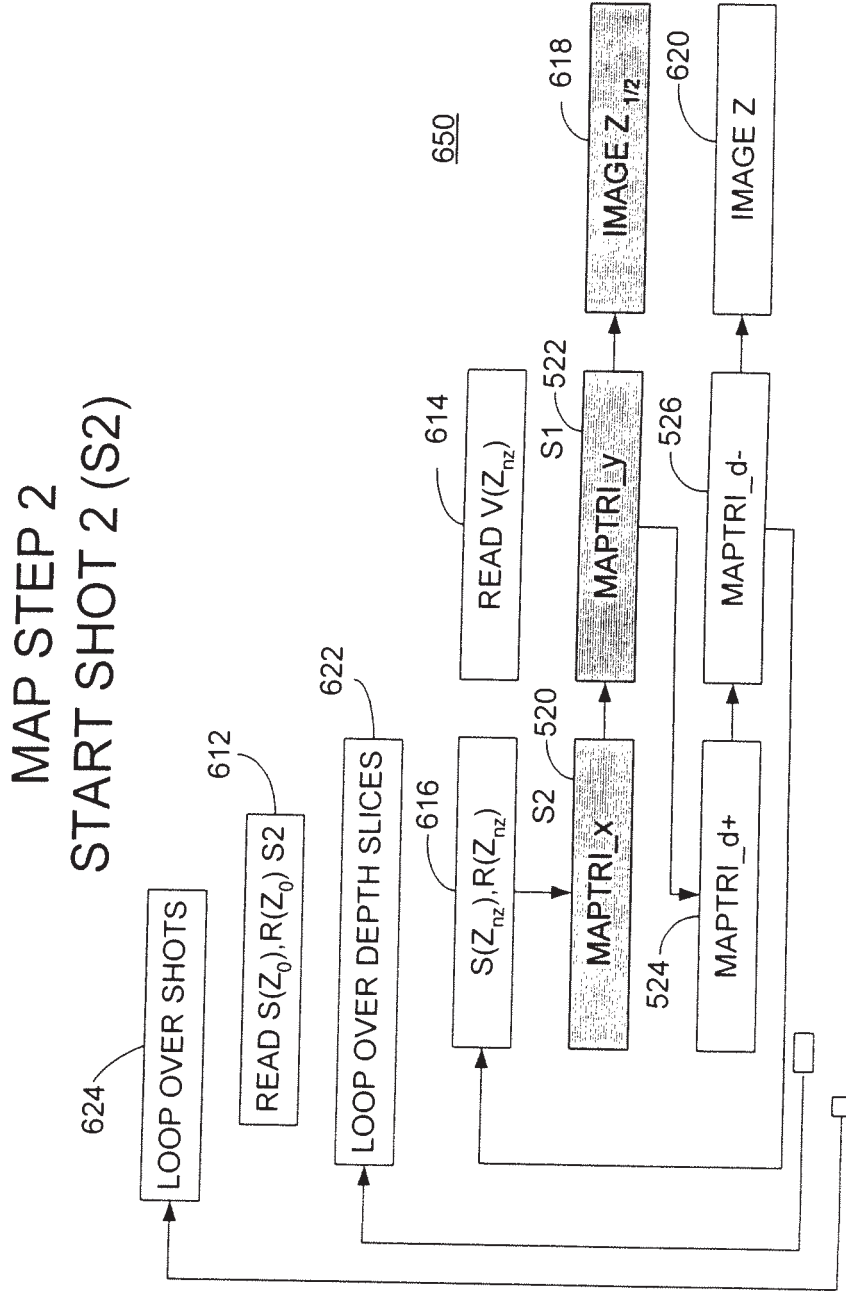 MAP STEP 2
START SHOT 2 (S2)
624
LOOP OVER SHOTS
612
READ S(Z0), R(Z0) S2
622
LOOP OVER DEPTH SLICES
650
616
S(Znz), R(Znz)
614
READ V(Znz)
S2
520
MAPTRI_x
S1
522
MAPTRI_y
618
IMAGE Z 1/2
524
MAPTRI_d+
526
MAPTRI_d-
620
IMAGE Z